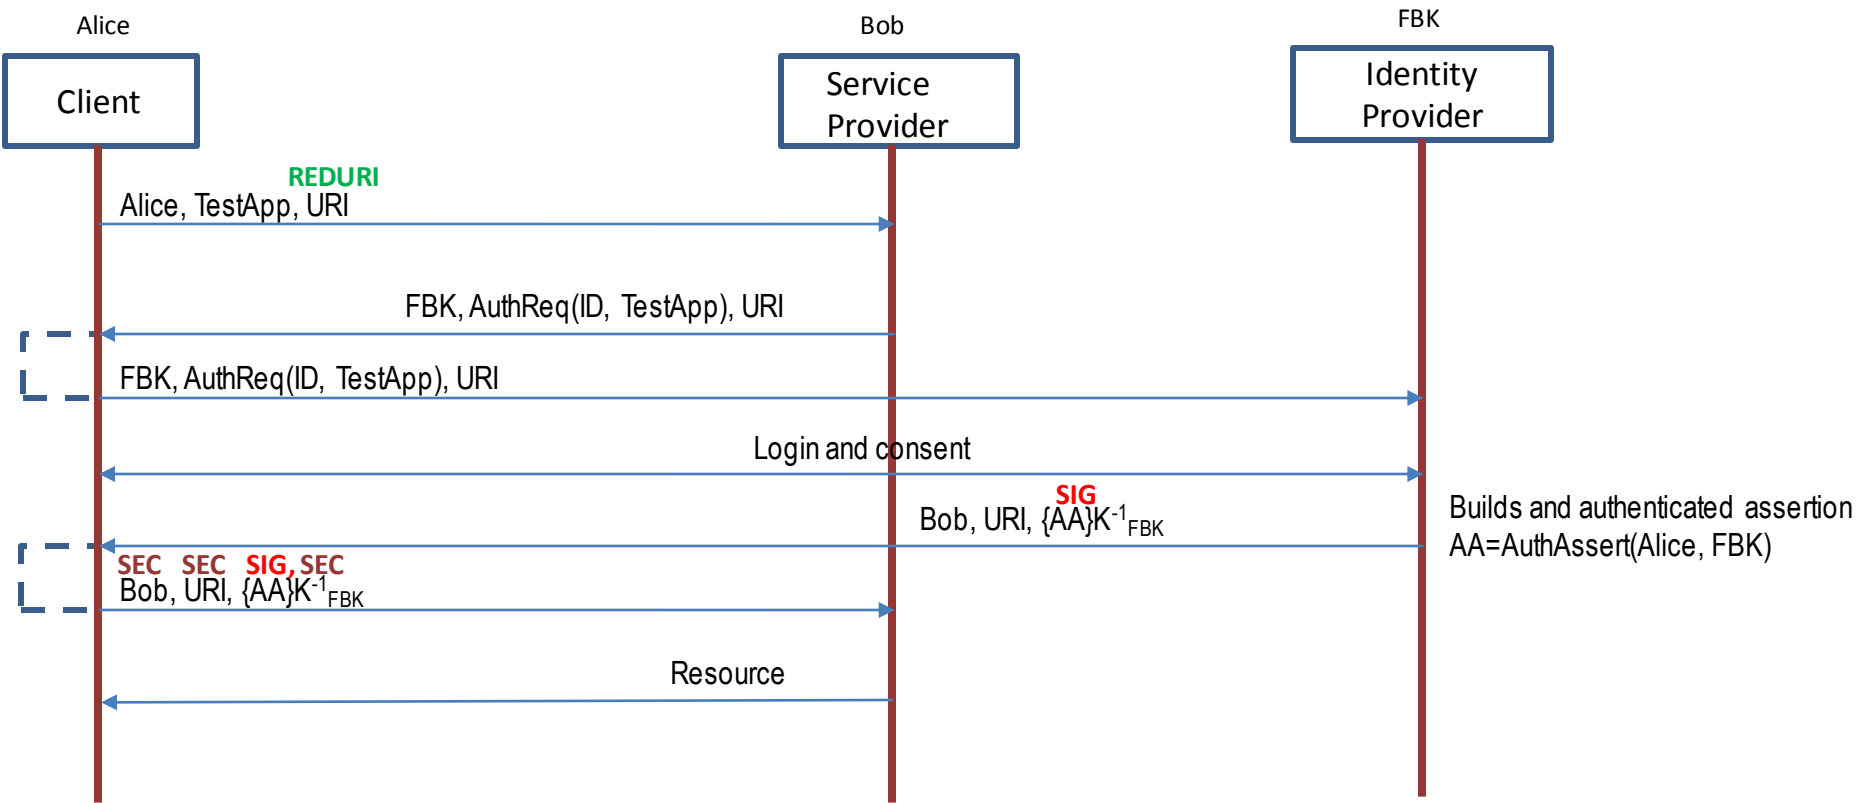 Alice
Bob
FBK
Client
Service
Provider
Identity
Provider
REDURI
Alice, TestApp, URI
FBK, AuthReq(ID, TestApp), URI
FBK, AuthReq(ID, TestApp), URI
Login and consent
SIG
Bob, URI, {AA}K⁻¹FBK
Builds and authenticated assertion
AA=AuthAssert(Alice, FBK)
SEC SEC SIG, SEC
Bob, URI, {AA}K⁻¹FBK
Resource